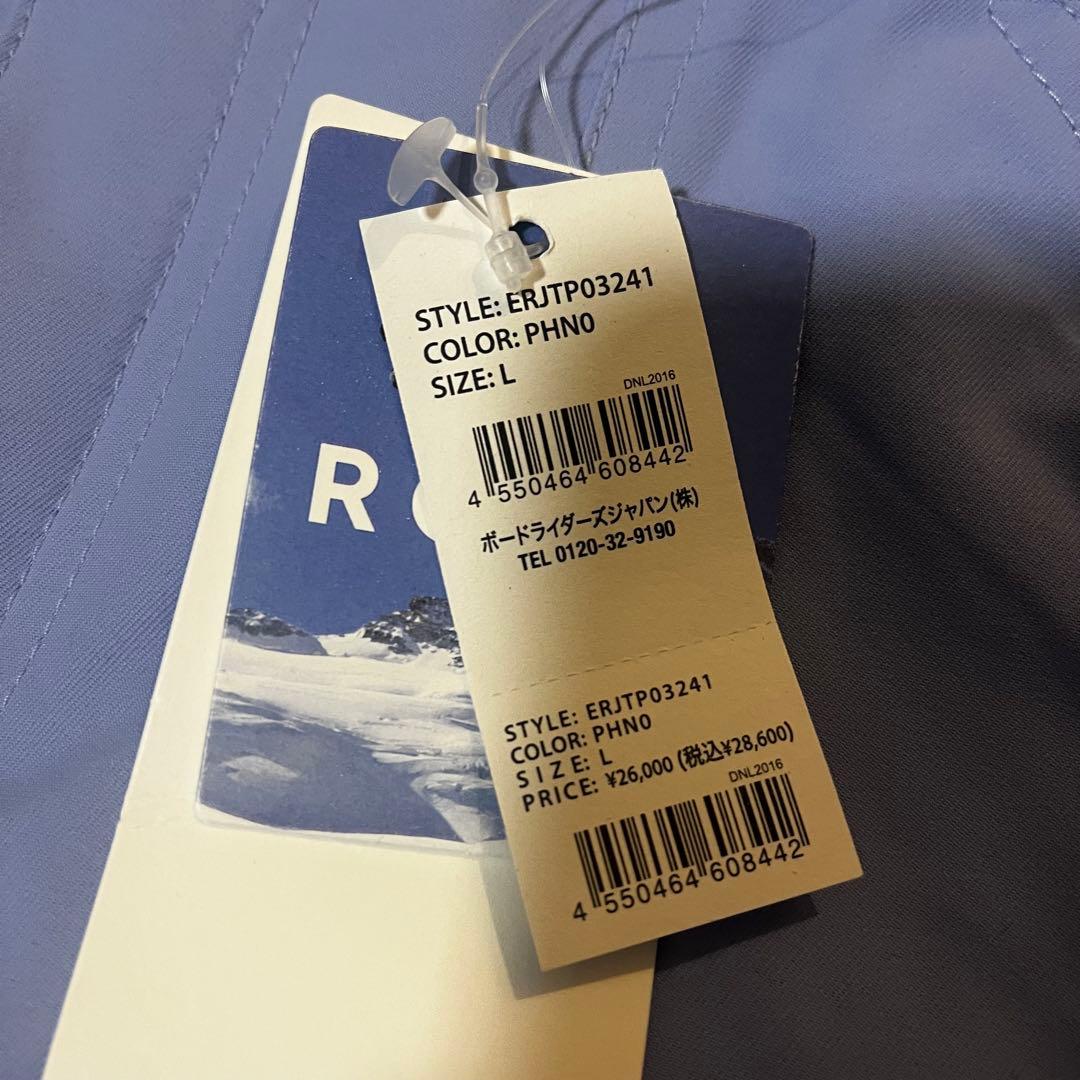 STYLE: ERJTP03241
COLOR: PHN0
SIZE: L
DNL2016
4 550464 608442
ボードライダーズジャパン(株)
TEL 0120-32-9190
STYLE: ERJTP03241
COLOR: PHN0
SIZE: L
PRICE: ¥26,000 (税込¥28,600)
DNL2016
4 550464 608442
R